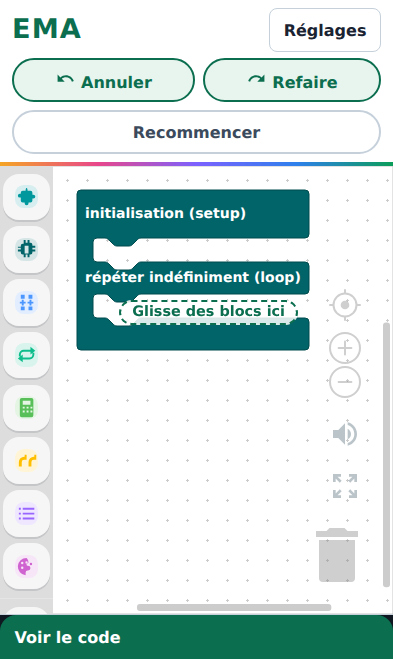 EMA
Réglages
Annuler
Refaire
Recommencer
initialisation (setup)
répéter indéfiniment (loop)
Glisse des blocs ici
Voir le code